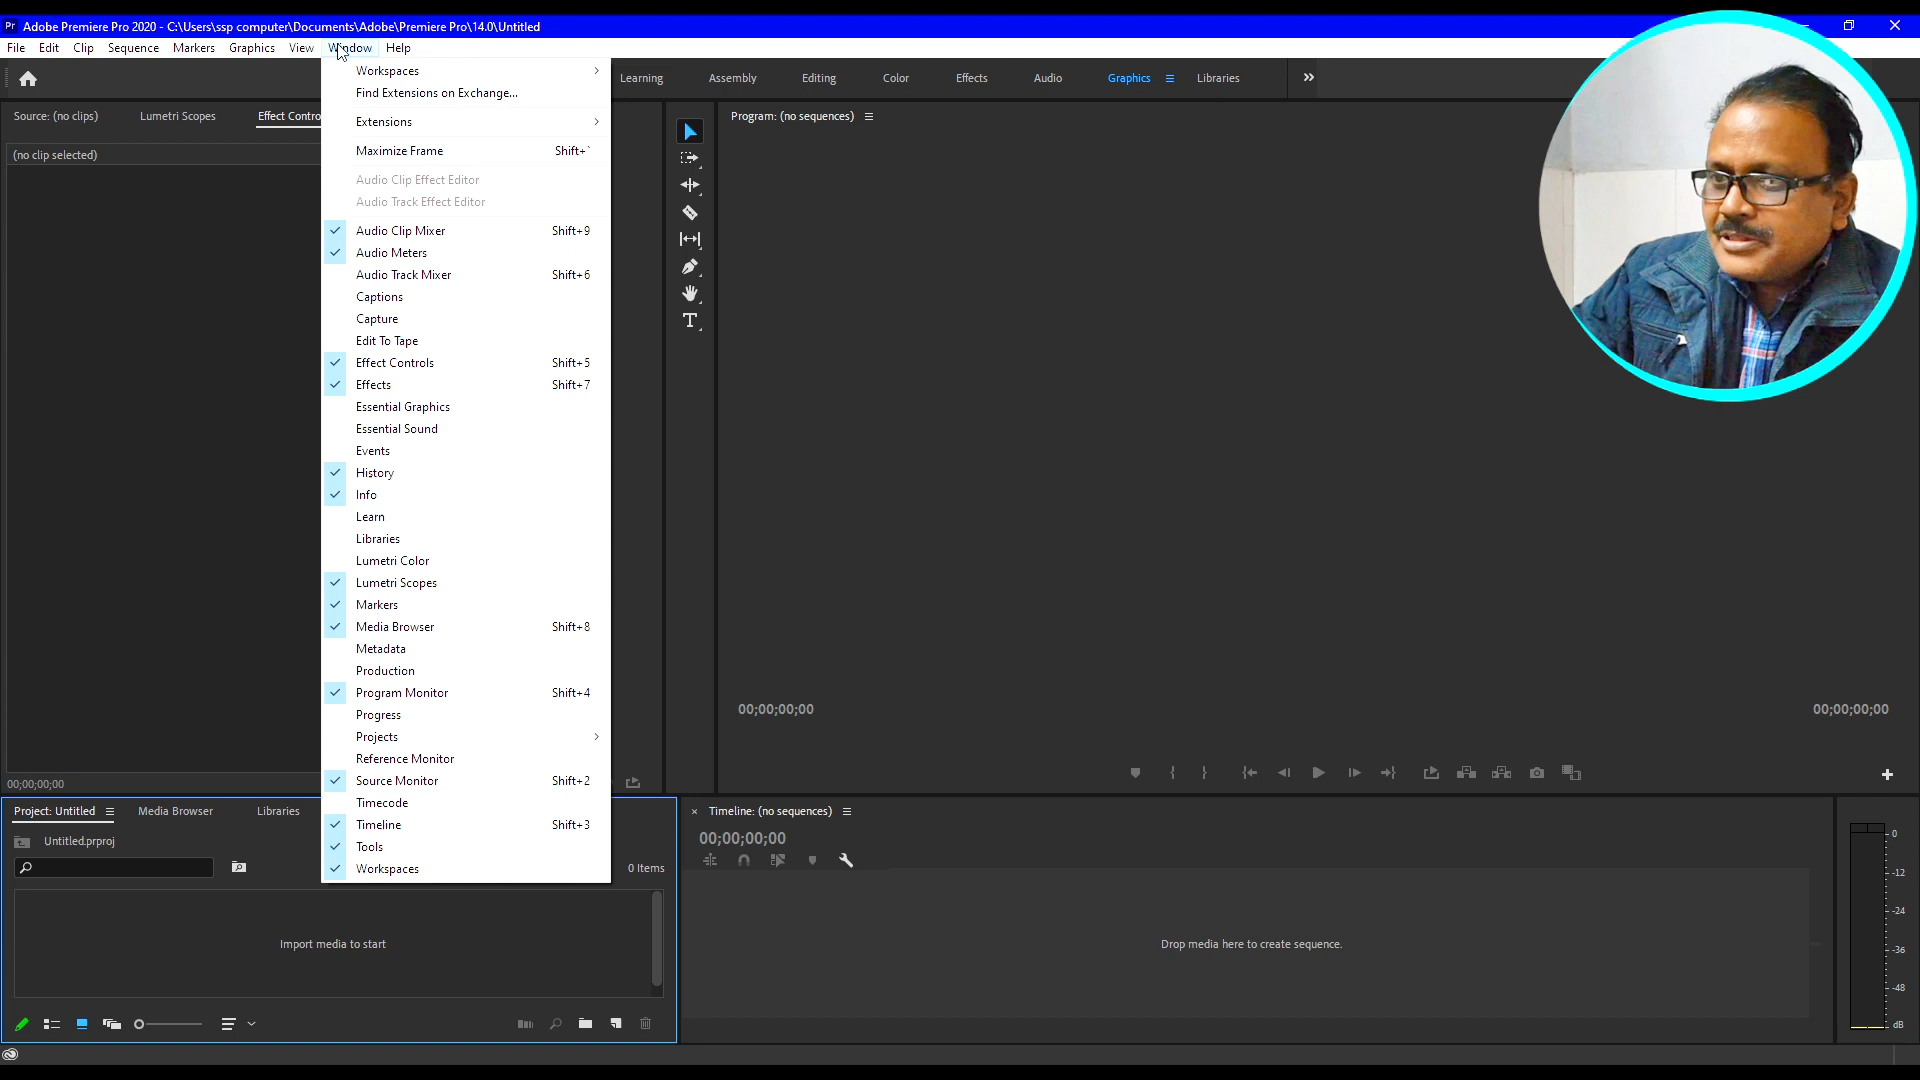 Pr Adobe Premiere Pro 2020 - C:\Users\ssp computer\Documents\Adobe\Premiere Pro\14.0\Untitled
File Edit Clip Sequence Markers Graphics View Window Help
Learning Assembly Editing Color Effects Audio Graphics Libraries
Source: (no clips) Lumetri Scopes Effect Contro
(no clip selected)
Workspaces
Find Extensions on Exchange...
Extensions
Maximize Frame Shift+`
Audio Clip Effect Editor
Audio Track Effect Editor
Audio Clip Mixer Shift+9
Audio Meters
Audio Track Mixer Shift+6
Captions
Capture
Edit To Tape
Effect Controls Shift+5
Effects Shift+7
Essential Graphics
Essential Sound
Events
History
Info
Learn
Libraries
Lumetri Color
Lumetri Scopes
Markers
Media Browser Shift+8
Metadata
Production
Program Monitor Shift+4
Progress
Projects
Reference Monitor
Source Monitor Shift+2
Timecode
Timeline Shift+3
Tools
Workspaces
Program: (no sequences)
00;00;00;00 00;00;00;00
00;00;00;00
Project: Untitled Media Browser Libraries
Untitled.prproj
0 Items
Import media to start
Timeline: (no sequences)
00;00;00;00
Drop media here to create sequence.
0
-12
-24
-36
-48
dB